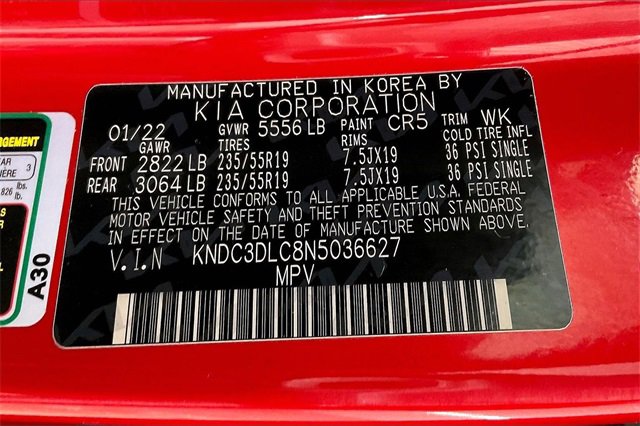 MANUFACTURED IN KOREA BY
KIA CORPORATION
01/22 GVWR 5556 LB PAINT CR5 TRIM WK
GAWR TIRES RIMS COLD TIRE INFL
FRONT 2822 LB 235/55R19 7.5JX19 36 PSI SINGLE
REAR 3064 LB 235/55R19 7.5JX19 36 PSI SINGLE
THIS VEHICLE CONFORMS TO ALL APPLICABLE U.S.A. FEDERAL
MOTOR VEHICLE SAFETY AND THEFT PREVENTION STANDARDS
IN EFFECT ON THE DATE OF MANUFACTURE SHOWN ABOVE.
V.I.N KNDC3DLC8N5036627
MPV
A30
3
826 lbs.